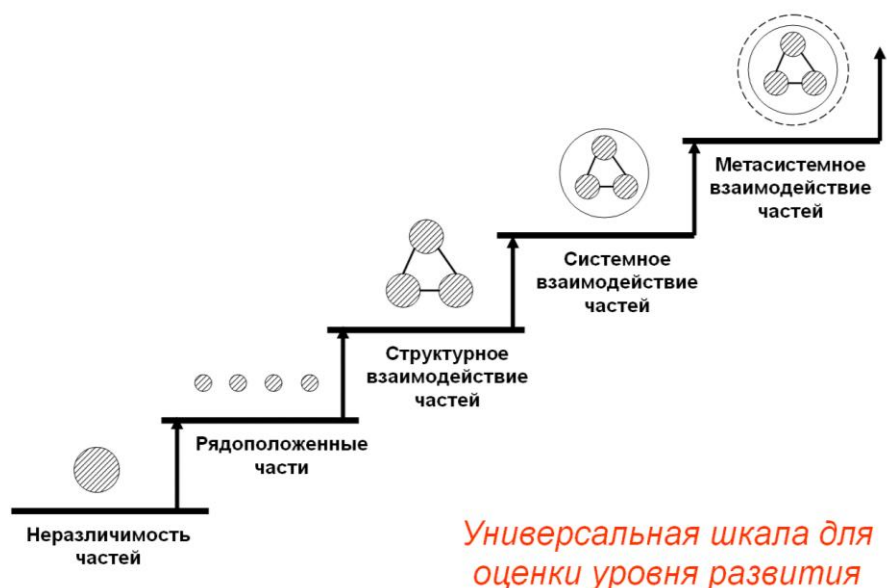 Метасистемное
взаимодействие
частей
Системное
взаимодействие
частей
Структурное
взаимодействие
частей
Рядоположенные
части
Неразличимость
частей
Универсальная шкала для
оценки уровня развития